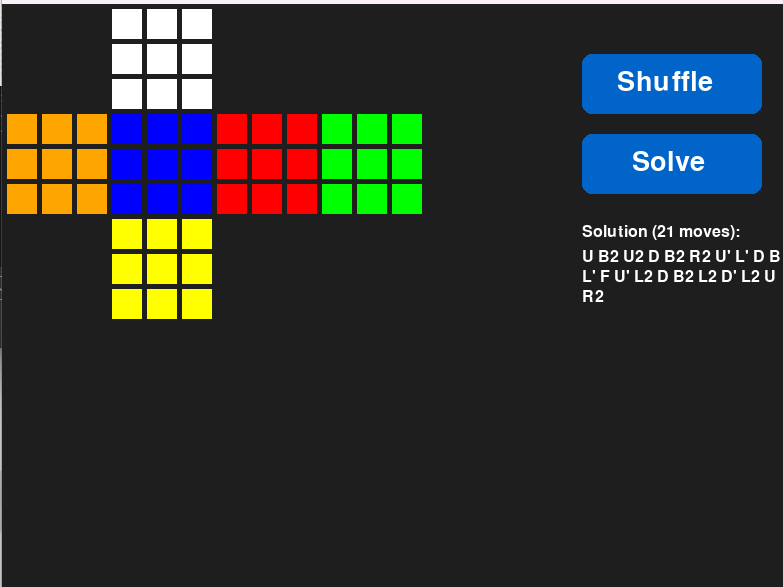 Shuffle
Solve
Solution (21 moves):
U B2 U2 D B2 R2 U' L' D B
L' F U' L2 D B2 L2 D' L2 U
R2